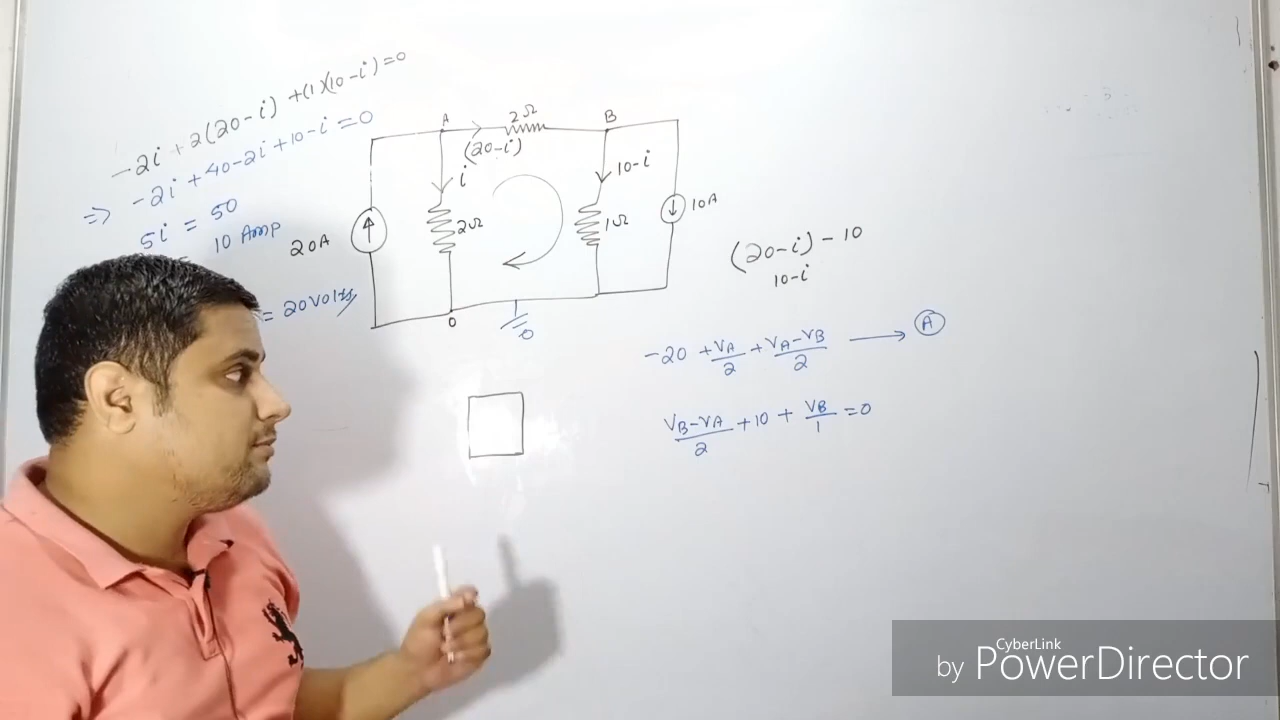 -2i + 2(20-i) + (1)(10-i) = 0
=> -2i + 40 - 2i + 10 - i = 0
5i = 50
10 Amp
= 20 Volts
A
2Ω
B
(20-i)
i
10-i
20A
2Ω
1Ω
10A
0
0
(20-i) - 10
10-i
-20 + VA/2 + VA-VB/2 → A
VB-VA/2 + 10 + VB/1 = 0
CyberLink
by PowerDirector